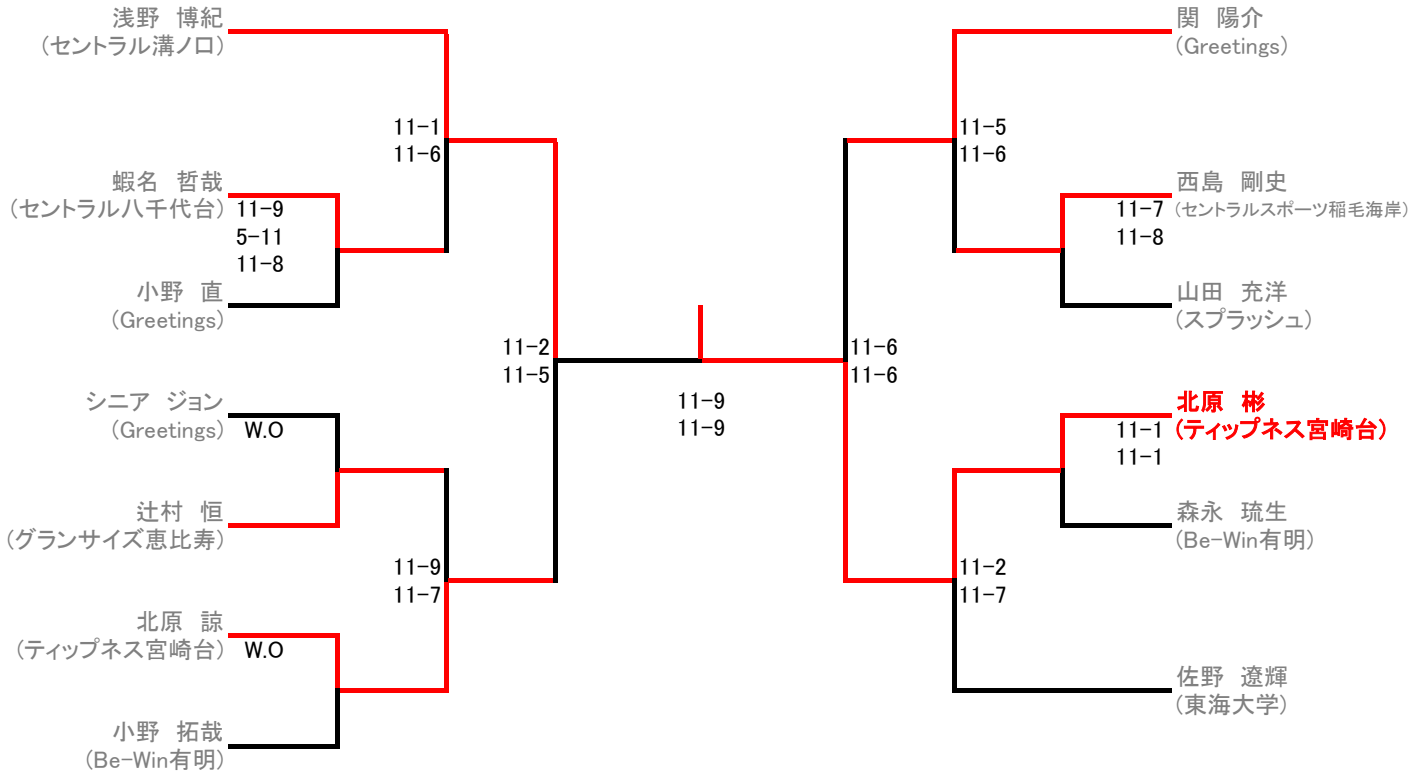 浅野 博紀
(セントラル溝ノ口)
11-1
11-6
蝦名 哲哉
(セントラル八千代台)
11-9
5-11
11-8
小野 直
(Greetings)
11-2
11-5
シニア ジョン
(Greetings)
W.O
辻村 恒
(グランサイズ恵比寿)
11-9
11-7
北原 諒
(ティップネス宮崎台)
W.O
小野 拓哉
(Be-Win有明)
11-9
11-9
関 陽介
(Greetings)
11-5
11-6
西島 剛史
(セントラルスポーツ稲毛海岸)
11-7
11-8
山田 充洋
(スプラッシュ)
11-6
11-6
北原 彬
(ティップネス宮崎台)
11-1
11-1
森永 琉生
(Be-Win有明)
11-2
11-7
佐野 遼輝
(東海大学)